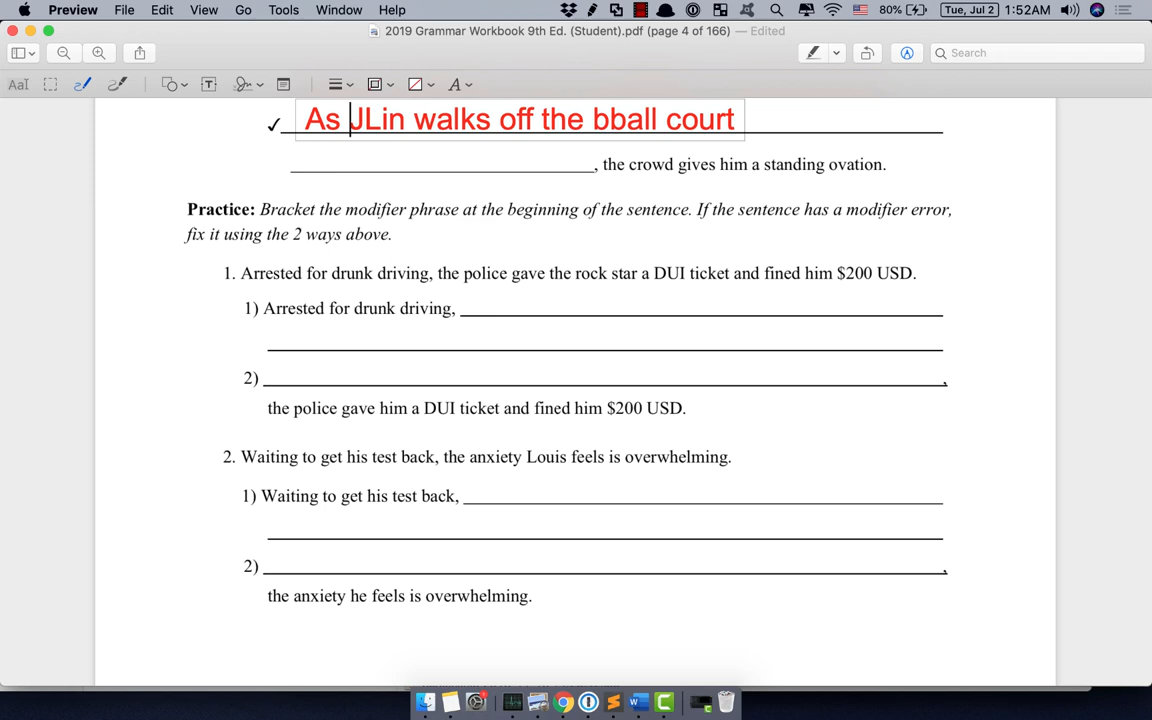 Preview File Edit View Go Tools Window Help 80% Tue, Jul 2 1:52AM
2019 Grammar Workbook 9th Ed. (Student).pdf (page 4 of 166) — Edited
Search
AaI T A
✓ As JLin walks off the bball court
, the crowd gives him a standing ovation.
Practice: Bracket the modifier phrase at the beginning of the sentence. If the sentence has a modifier error,
fix it using the 2 ways above.
1. Arrested for drunk driving, the police gave the rock star a DUI ticket and fined him $200 USD.
1) Arrested for drunk driving,
2) ,
the police gave him a DUI ticket and fined him $200 USD.
2. Waiting to get his test back, the anxiety Louis feels is overwhelming.
1) Waiting to get his test back,
2) ,
the anxiety he feels is overwhelming.